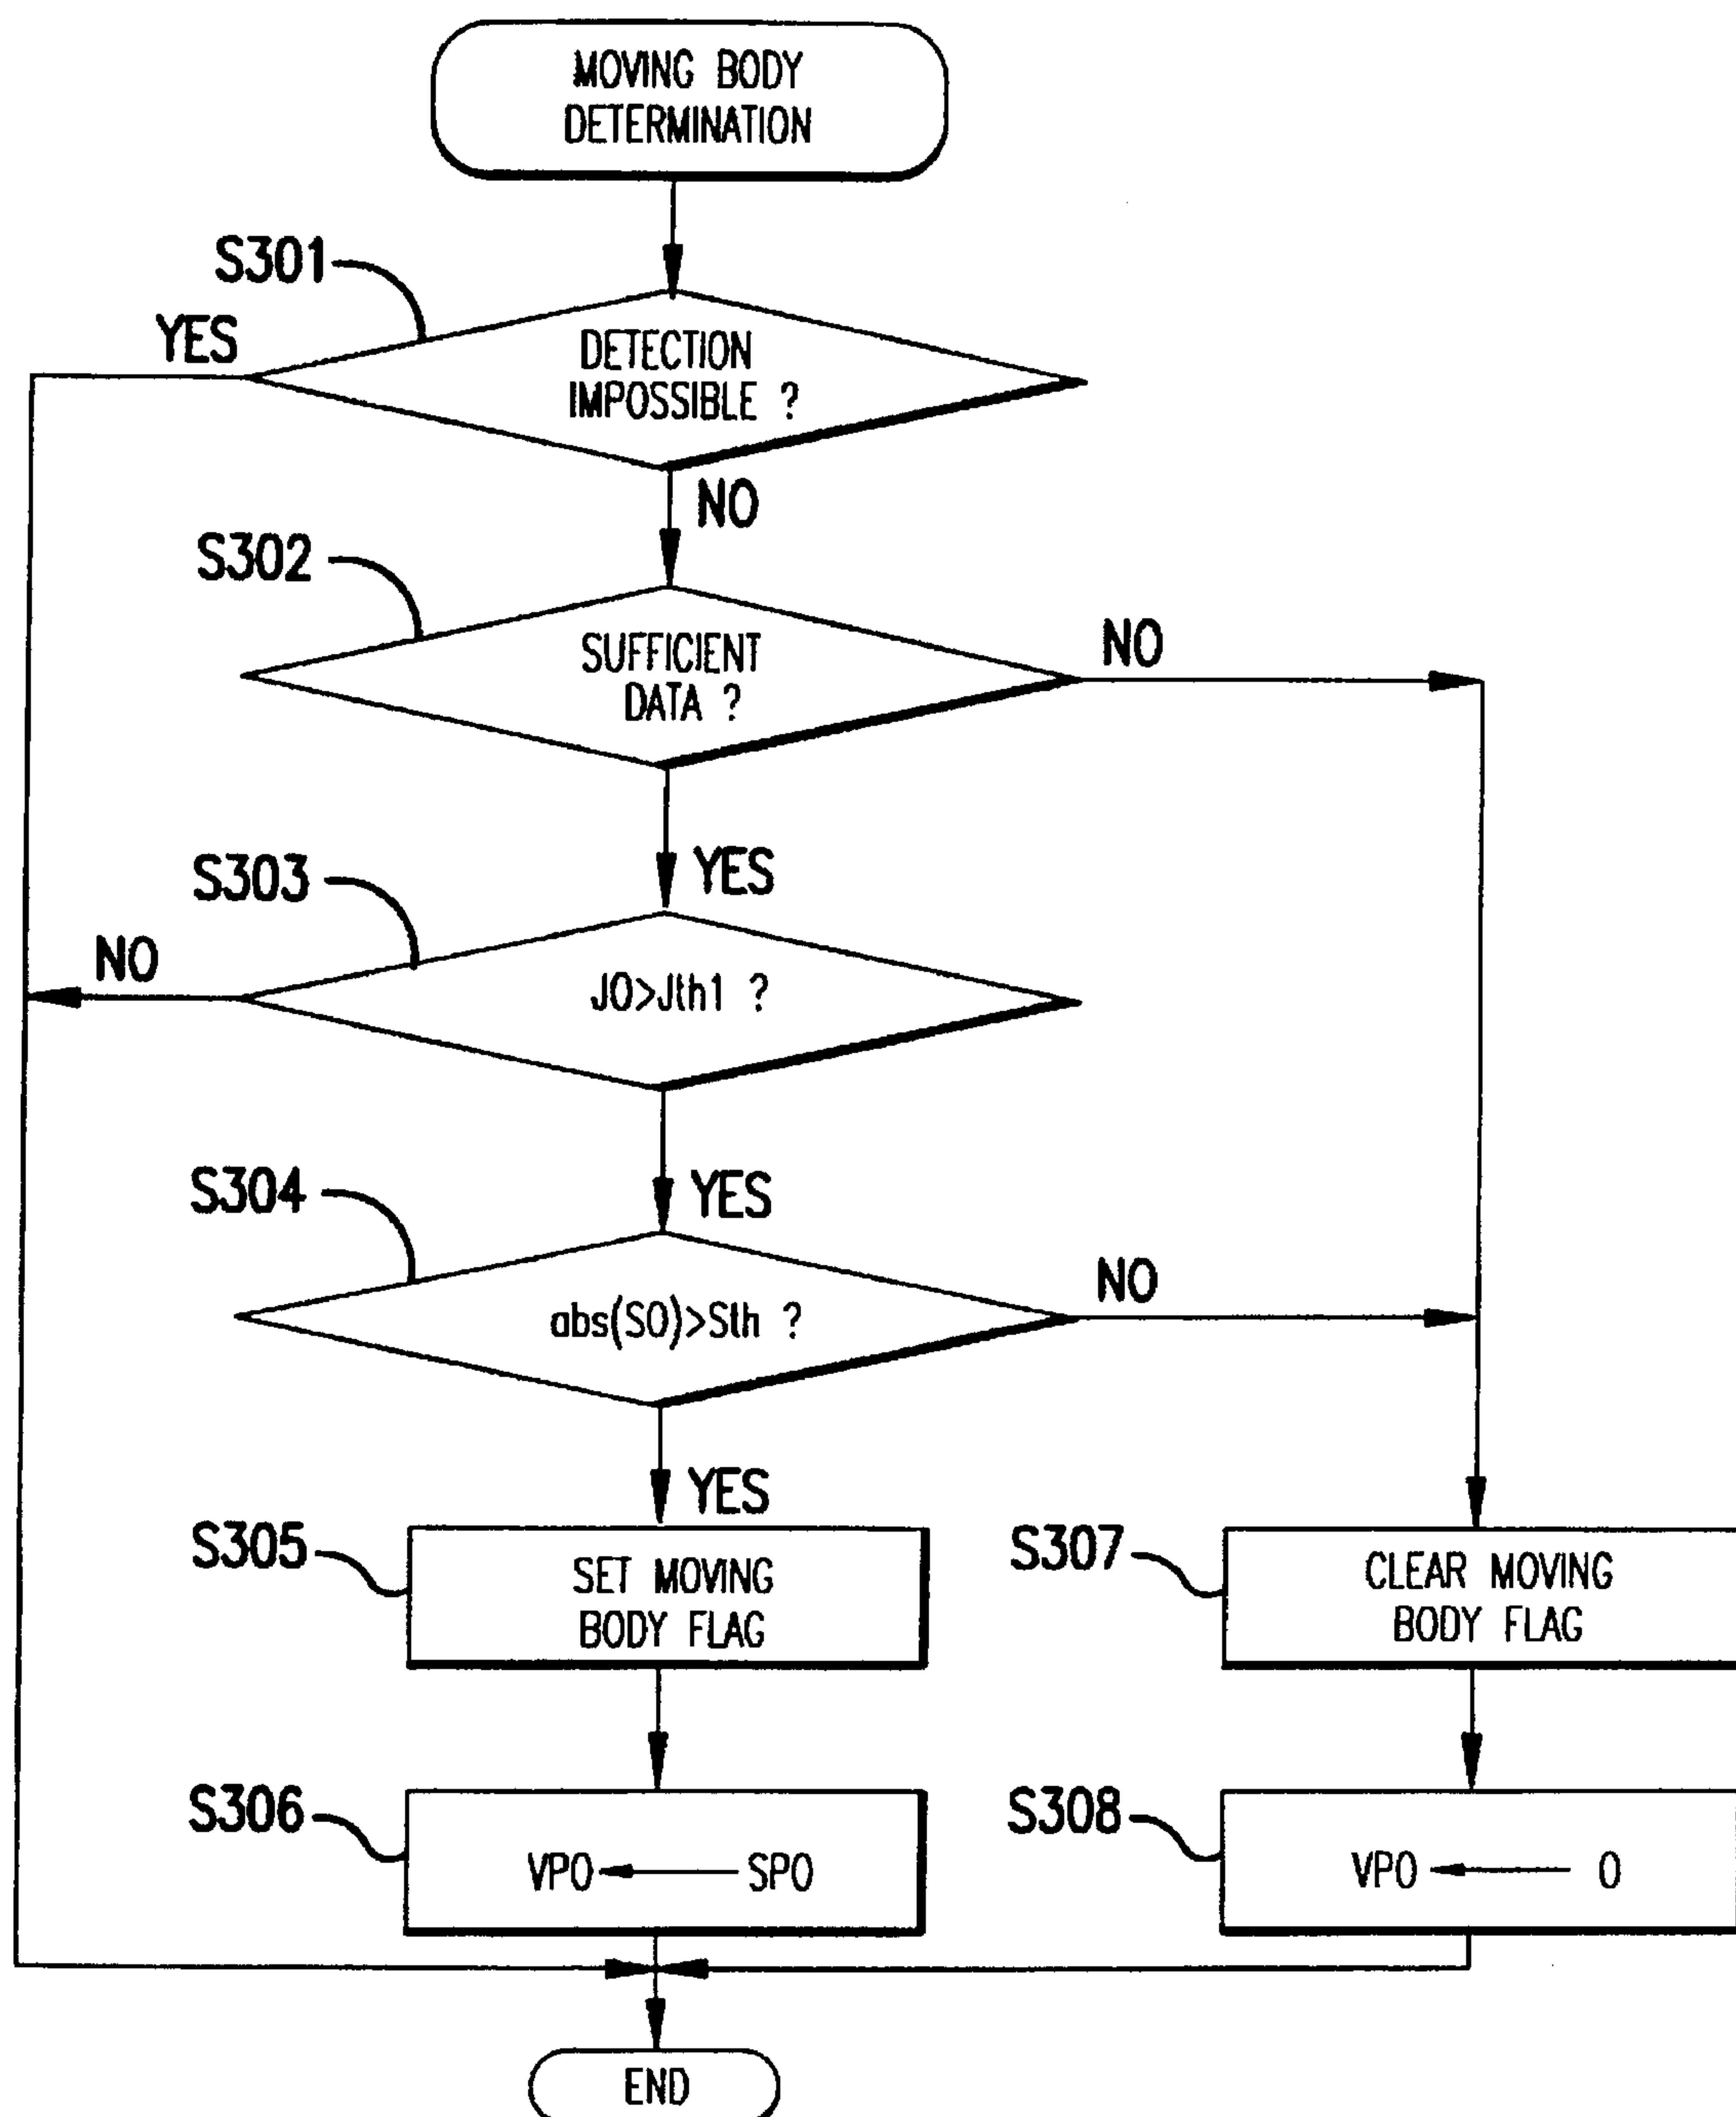 MOVING BODY
DETERMINATION
S301
YES
DETECTION
IMPOSSIBLE ?
NO
S302
SUFFICIENT
DATA ?
NO
YES
S303
NO
J0>Jth1 ?
YES
S304
abs(S0)>Sth ?
NO
YES
S305
SET MOVING
BODY FLAG
S307
CLEAR MOVING
BODY FLAG
S306
VP0 ← SP0
S308
VP0 ← 0
END